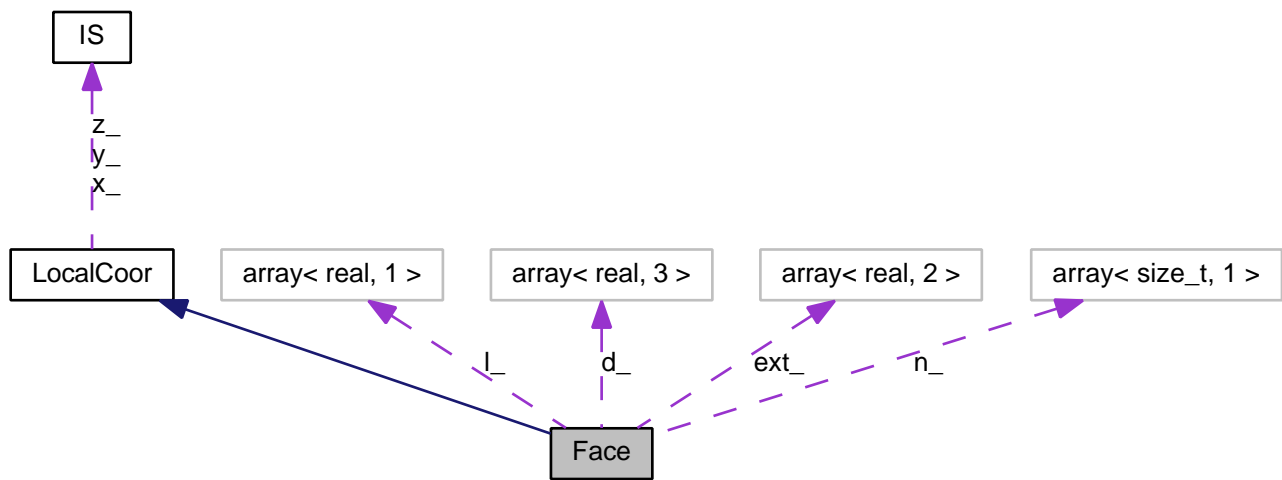 IS
z_
y_
x_
LocalCoor
array< real, 1 >
array< real, 3 >
array< real, 2 >
array< size_t, 1 >
l_
d_
ext_
n_
Face